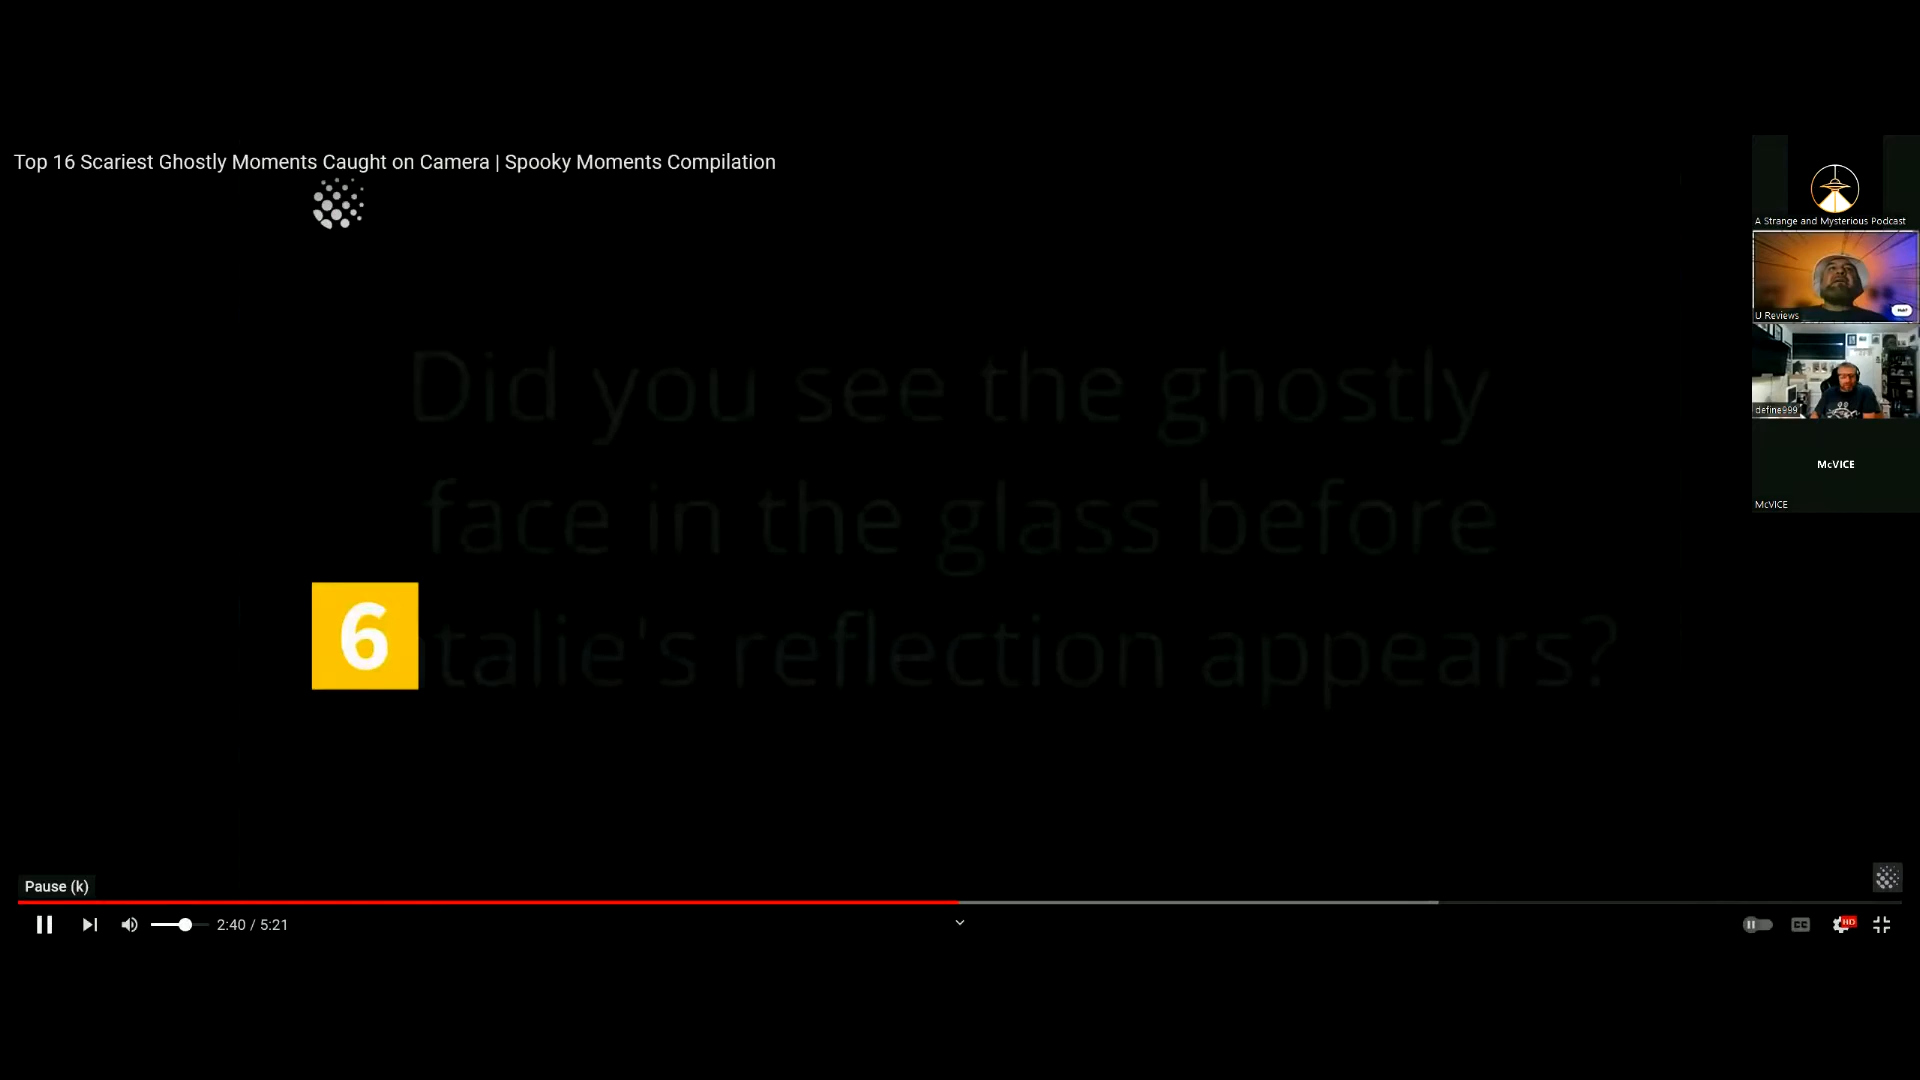 Top 16 Scariest Ghostly Moments Caught on Camera | Spooky Moments Compilation
A Strange and Mysterious Podcast
U Reviews
define999
McVICE
McVICE
Did you see the ghostly
face in the glass before
talie's reflection appears?
6
Pause (k)
2:40 / 5:21
CC
HD